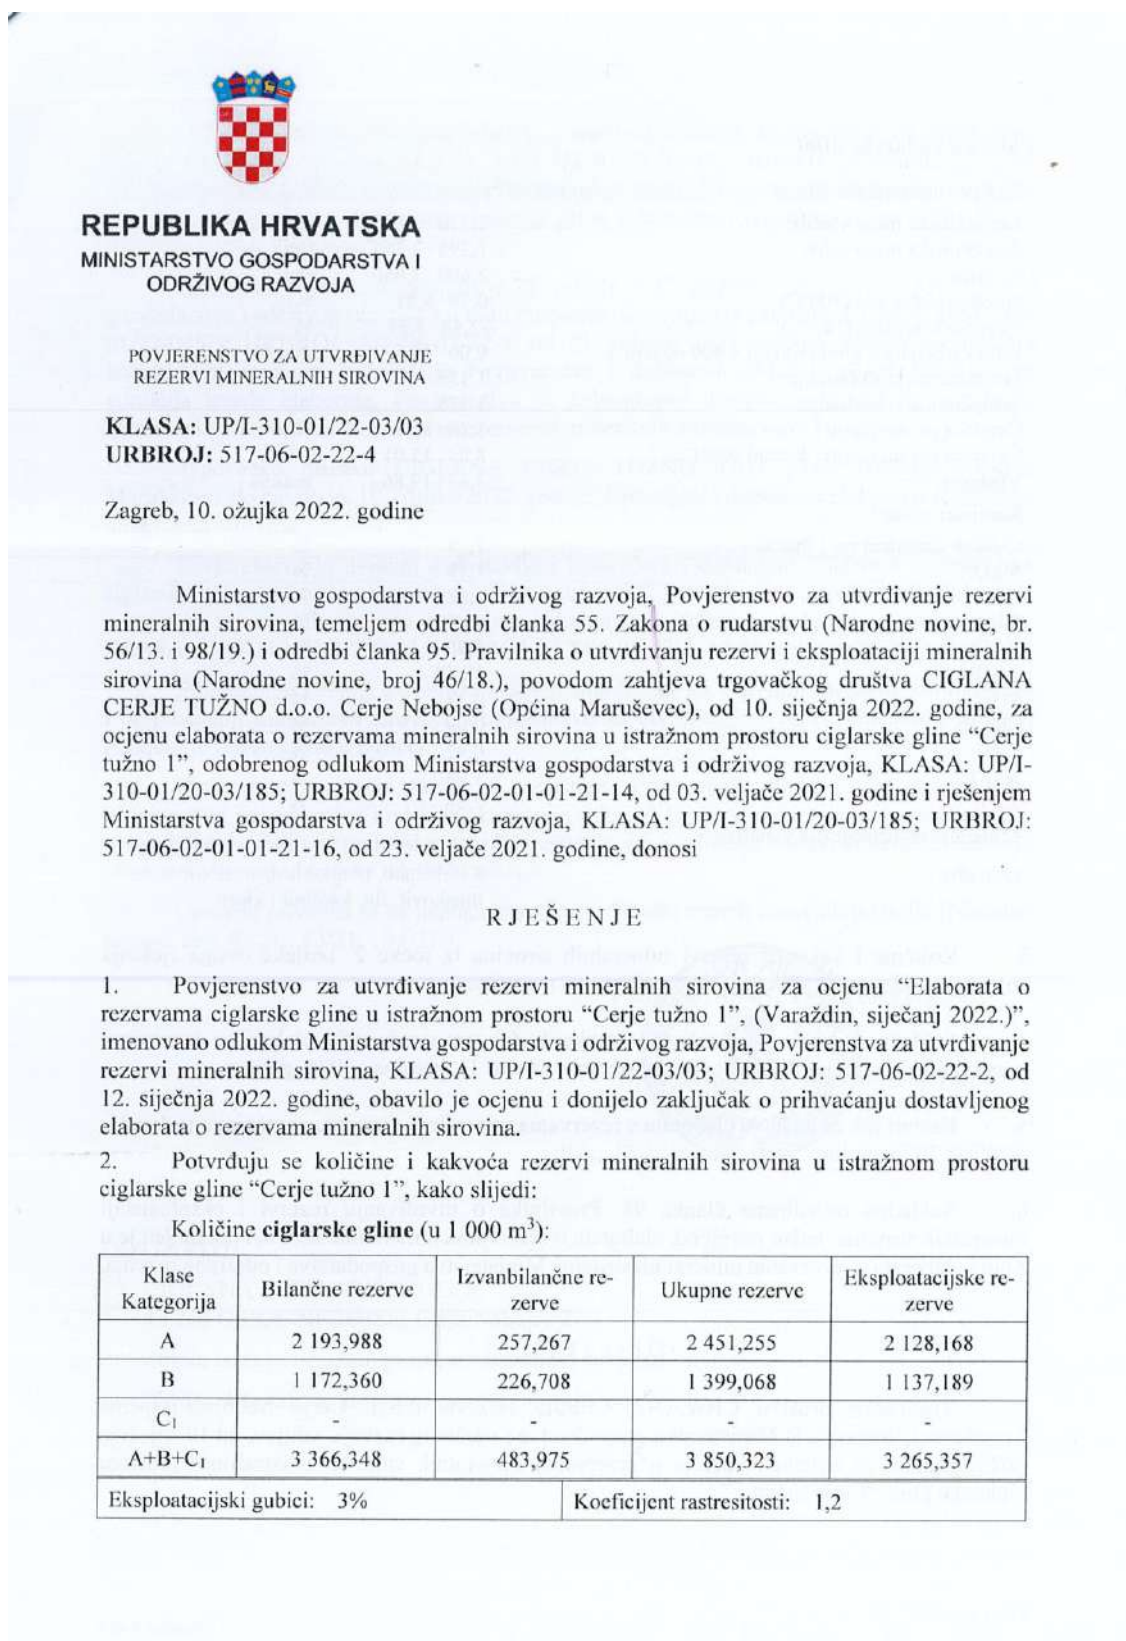 REPUBLIKA HRVATSKA
MINISTARSTVO GOSPODARSTVA I
ODRŽIVOG RAZVOJA
POVJERENSTVO ZA UTVRĐIVANJE
REZERVI MINERALNIH SIROVINA
KLASA: UP/I-310-01/22-03/03
URBROJ: 517-06-02-22-4
Zagreb, 10. ožujka 2022. godine
Ministarstvo gospodarstva i održivog razvoja, Povjerenstvo za utvrđivanje rezervi
mineralnih sirovina, temeljem odredbi članka 55. Zakona o rudarstvu (Narodne novine, br.
56/13. i 98/19.) i odredbi članka 95. Pravilnika o utvrđivanju rezervi i eksploataciji mineralnih
sirovina (Narodne novine, broj 46/18.), povodom zahtjeva trgovačkog društva CIGLANA
CERJE TUŽNO d.o.o. Cerje Nebojse (Općina Maruševec), od 10. siječnja 2022. godine, za
ocjenu elaborata o rezervama mineralnih sirovina u istražnom prostoru ciglarske gline “Cerje
tužno 1”, odobrenog odlukom Ministarstva gospodarstva i održivog razvoja, KLASA: UP/I-
310-01/20-03/185; URBROJ: 517-06-02-01-01-21-14, od 03. veljače 2021. godine i rješenjem
Ministarstva gospodarstva i održivog razvoja, KLASA: UP/I-310-01/20-03/185; URBROJ:
517-06-02-01-01-21-16, od 23. veljače 2021. godine, donosi
R J E Š E N J E
1. Povjerenstvo za utvrđivanje rezervi mineralnih sirovina za ocjenu “Elaborata o
rezervama ciglarske gline u istražnom prostoru “Cerje tužno 1”, (Varaždin, siječanj 2022.)”,
imenovano odlukom Ministarstva gospodarstva i održivog razvoja, Povjerenstva za utvrđivanje
rezervi mineralnih sirovina, KLASA: UP/I-310-01/22-03/03; URBROJ: 517-06-02-22-2, od
12. siječnja 2022. godine, obavilo je ocjenu i donijelo zaključak o prihvaćanju dostavljenog
elaborata o rezervama mineralnih sirovina.
2. Potvrđuju se količine i kakvoća rezervi mineralnih sirovina u istražnom prostoru
ciglarske gline “Cerje tužno 1”, kako slijedi:
Količine ciglarske gline (u 1 000 m³):
Klase Kategorija Bilančne rezerve Izvanbilančne re-zerve Ukupne rezerve Eksploatacijske re-zerve
A 2 193,988 257,267 2 451,255 2 128,168
B 1 172,360 226,708 1 399,068 1 137,189
C₁ - - - -
A+B+C₁ 3 366,348 483,975 3 850,323 3 265,357
Eksploatacijski gubici: 3% Koeficijent rastresitosti: 1,2